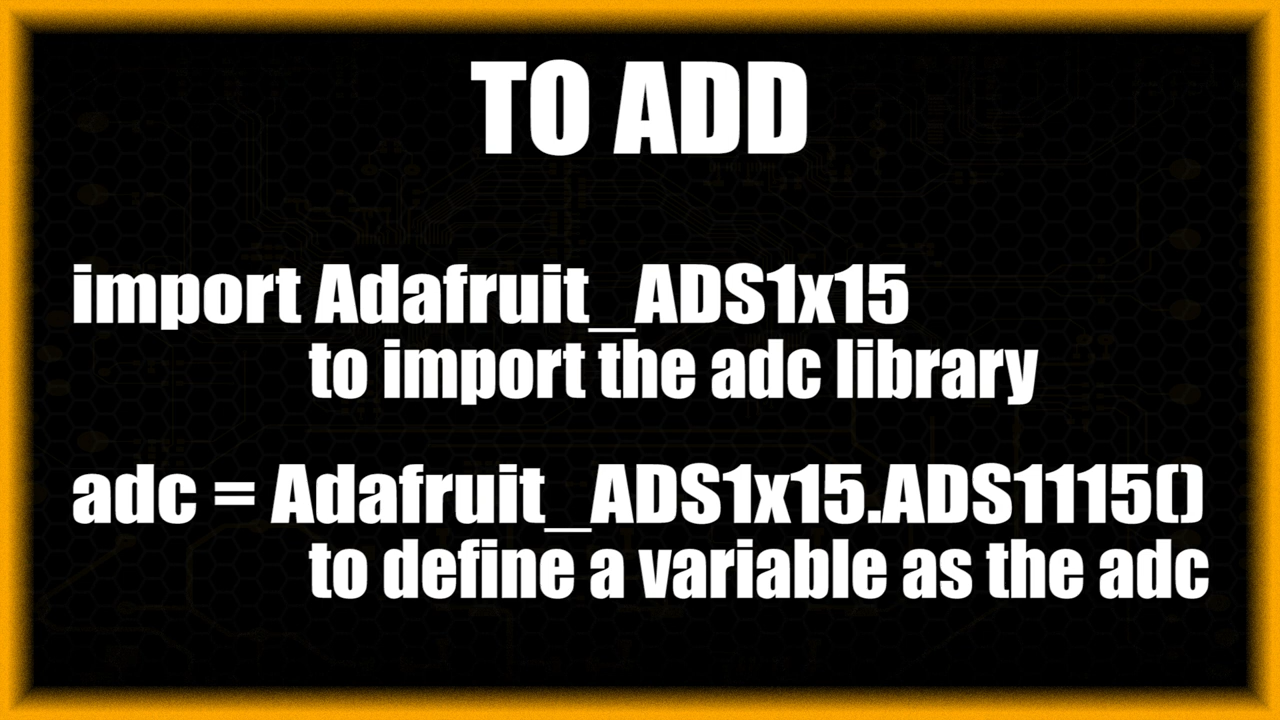 TO ADD
import Adafruit_ADS1x15
to import the adc library
adc = Adafruit_ADS1x15.ADS1115()
to define a variable as the adc